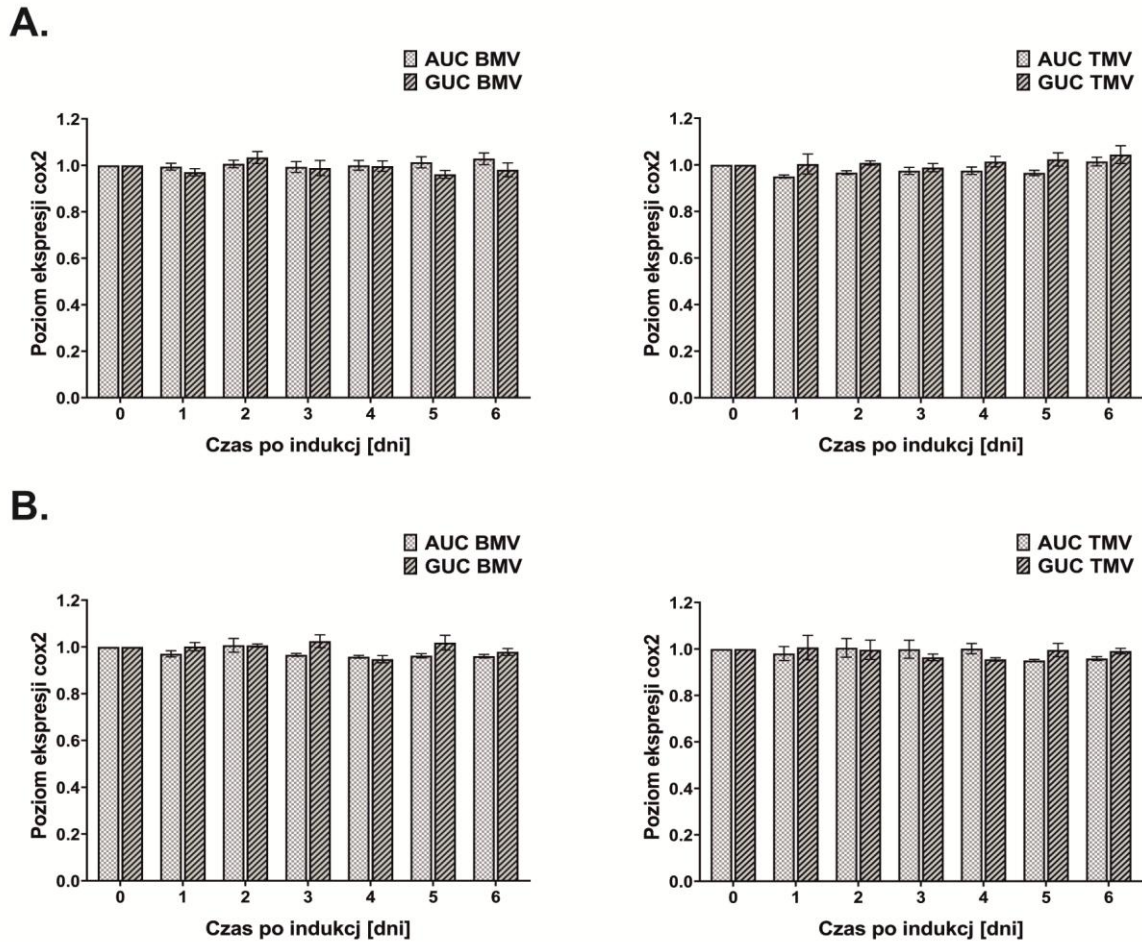 A.
AUC BMV
GUC BMV
Poziom ekspresji cox2
1.2
1.0
0.8
0.6
0.4
0.2
0.0
0 1 2 3 4 5 6
Czas po indukcj [dni]
AUC TMV
GUC TMV
Poziom ekspresji cox2
1.2
1.0
0.8
0.6
0.4
0.2
0.0
0 1 2 3 4 5 6
Czas po indukcj [dni]
B.
AUC BMV
GUC BMV
Poziom ekspresji cox2
1.2
1.0
0.8
0.6
0.4
0.2
0.0
0 1 2 3 4 5 6
Czas po indukcj [dni]
AUC TMV
GUC TMV
Poziom ekspresji cox2
1.2
1.0
0.8
0.6
0.4
0.2
0.0
0 1 2 3 4 5 6
Czas po indukcj [dni]